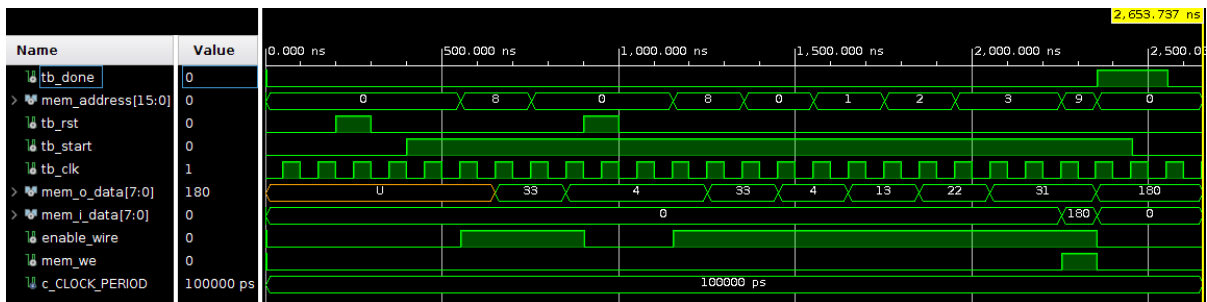 2,653.737 ns
Name Value 0.000 ns 500.000 ns 1,000.000 ns 1,500.000 ns 2,000.000 ns 2,500.0
tb_done 0
mem_address[15:0] 0 0 8 0 8 0 1 2 3 9 0
tb_rst 0
tb_start 0
tb_clk 1
mem_o_data[7:0] 180 U 33 4 33 4 13 22 31 180
mem_i_data[7:0] 0 0 180 0
enable_wire 0
mem_we 0
c_CLOCK_PERIOD 100000 ps 100000 ps